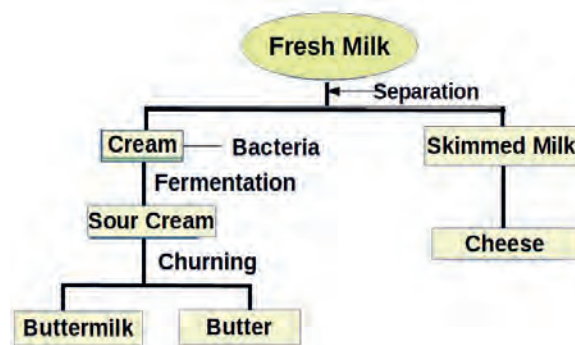 Fresh Milk
Separation
Cream
Bacteria
Skimmed Milk
Fermentation
Sour Cream
Cheese
Churning
Buttermilk
Butter